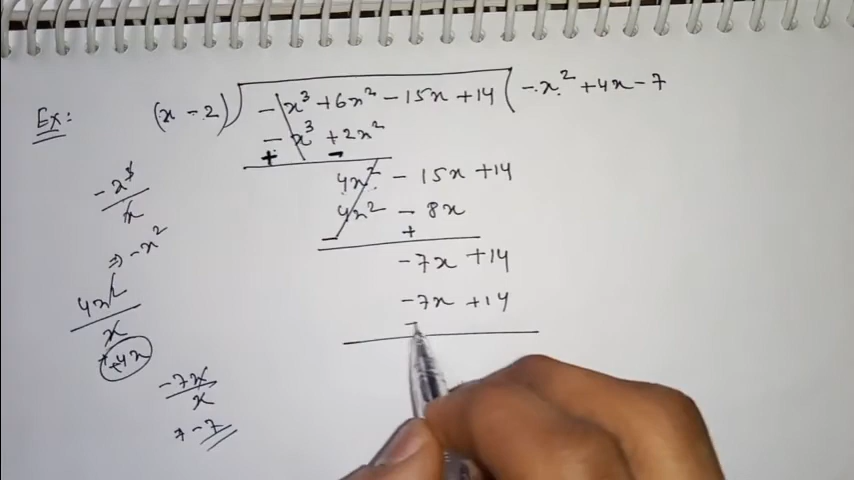 Ex: (x - 2) ) - x³ + 6x² - 15x + 14 ( - x² + 4x - 7
- x³ + 2x²
+ -
4x² - 15x + 14
4x² - 8x
- +
-7x + 14
-7x + 14
-
-x³
x
⇒ -x²
4x²
x
+4x
-7x
x
-7